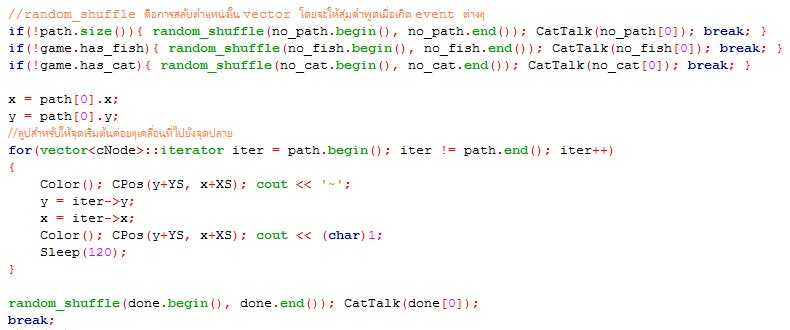 //random_shuffle คือการสลับตำแหน่งใน vector โดยจะให้สุ่มคำพูดเมื่อเกิด event ต่างๆ
if(!path.size()){ random_shuffle(no_path.begin(), no_path.end()); CatTalk(no_path[0]); break; }
if(!game.has_fish){ random_shuffle(no_fish.begin(), no_fish.end()); CatTalk(no_fish[0]); break; }
if(!game.has_cat){ random_shuffle(no_cat.begin(), no_cat.end()); CatTalk(no_cat[0]); break; }
x = path[0].x;
y = path[0].y;
//ลูปสำหรับให้จุดเริ่มต้นค่อยๆเคลื่อนที่ไปยังจุดปลาย
for(vector<cNode>::iterator iter = path.begin(); iter != path.end(); iter++)
{
Color(); CPos(y+YS, x+XS); cout << '~';
y = iter->y;
x = iter->x;
Color(); CPos(y+YS, x+XS); cout << (char)1;
Sleep(120);
}
random_shuffle(done.begin(), done.end()); CatTalk(done[0]);
break;